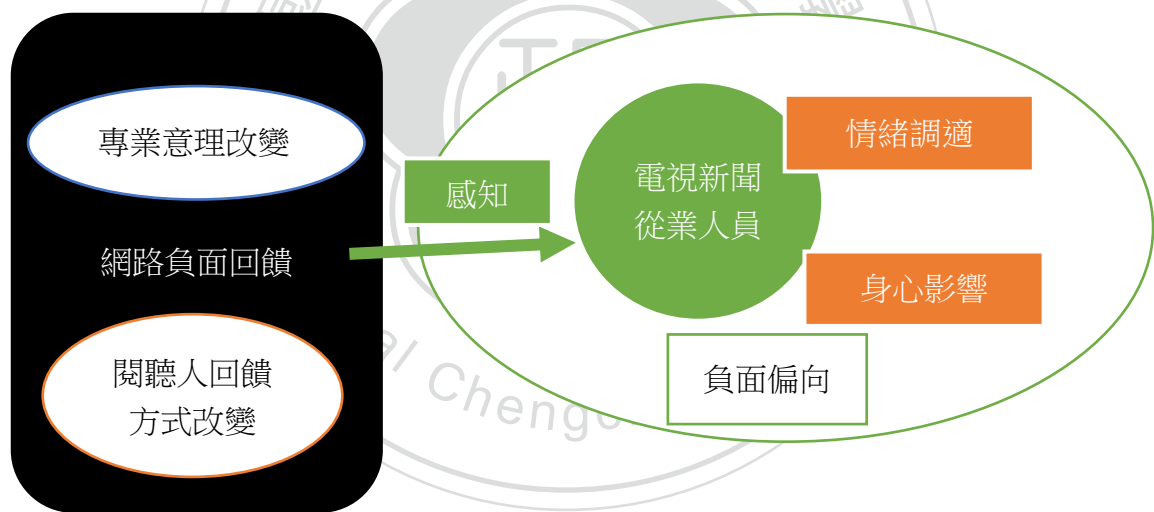 專業意理改變
網路負面回饋
閱聽人回饋
方式改變
感知
電視新聞
從業人員
情緒調適
身心影響
負面偏向
al Cheng